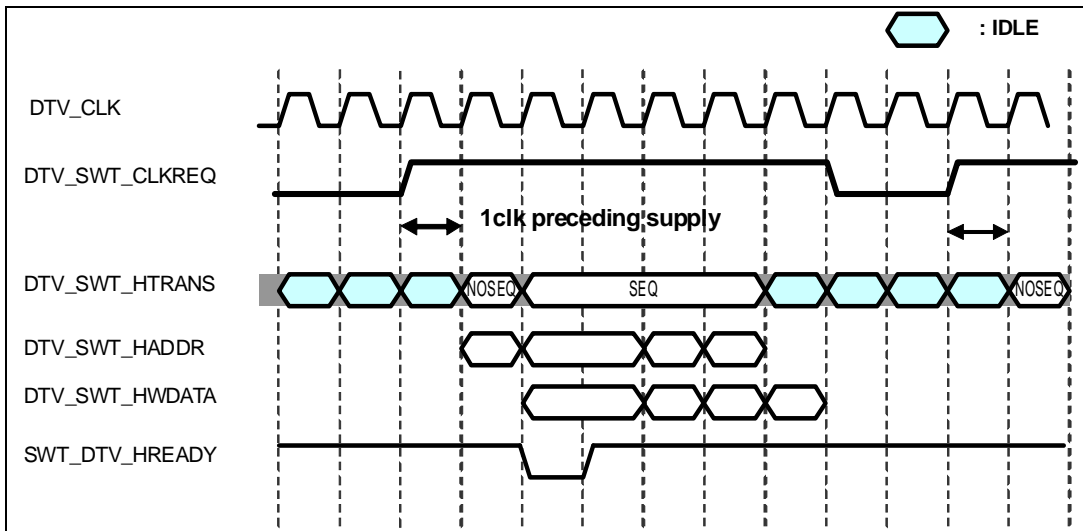 : IDLE
DTV_CLK
DTV_SWT_CLKREQ
1clk preceding supply
DTV_SWT_HTRANS
NOSEQ
SEQ
NOSEQ
DTV_SWT_HADDR
DTV_SWT_HWDATA
SWT_DTV_HREADY